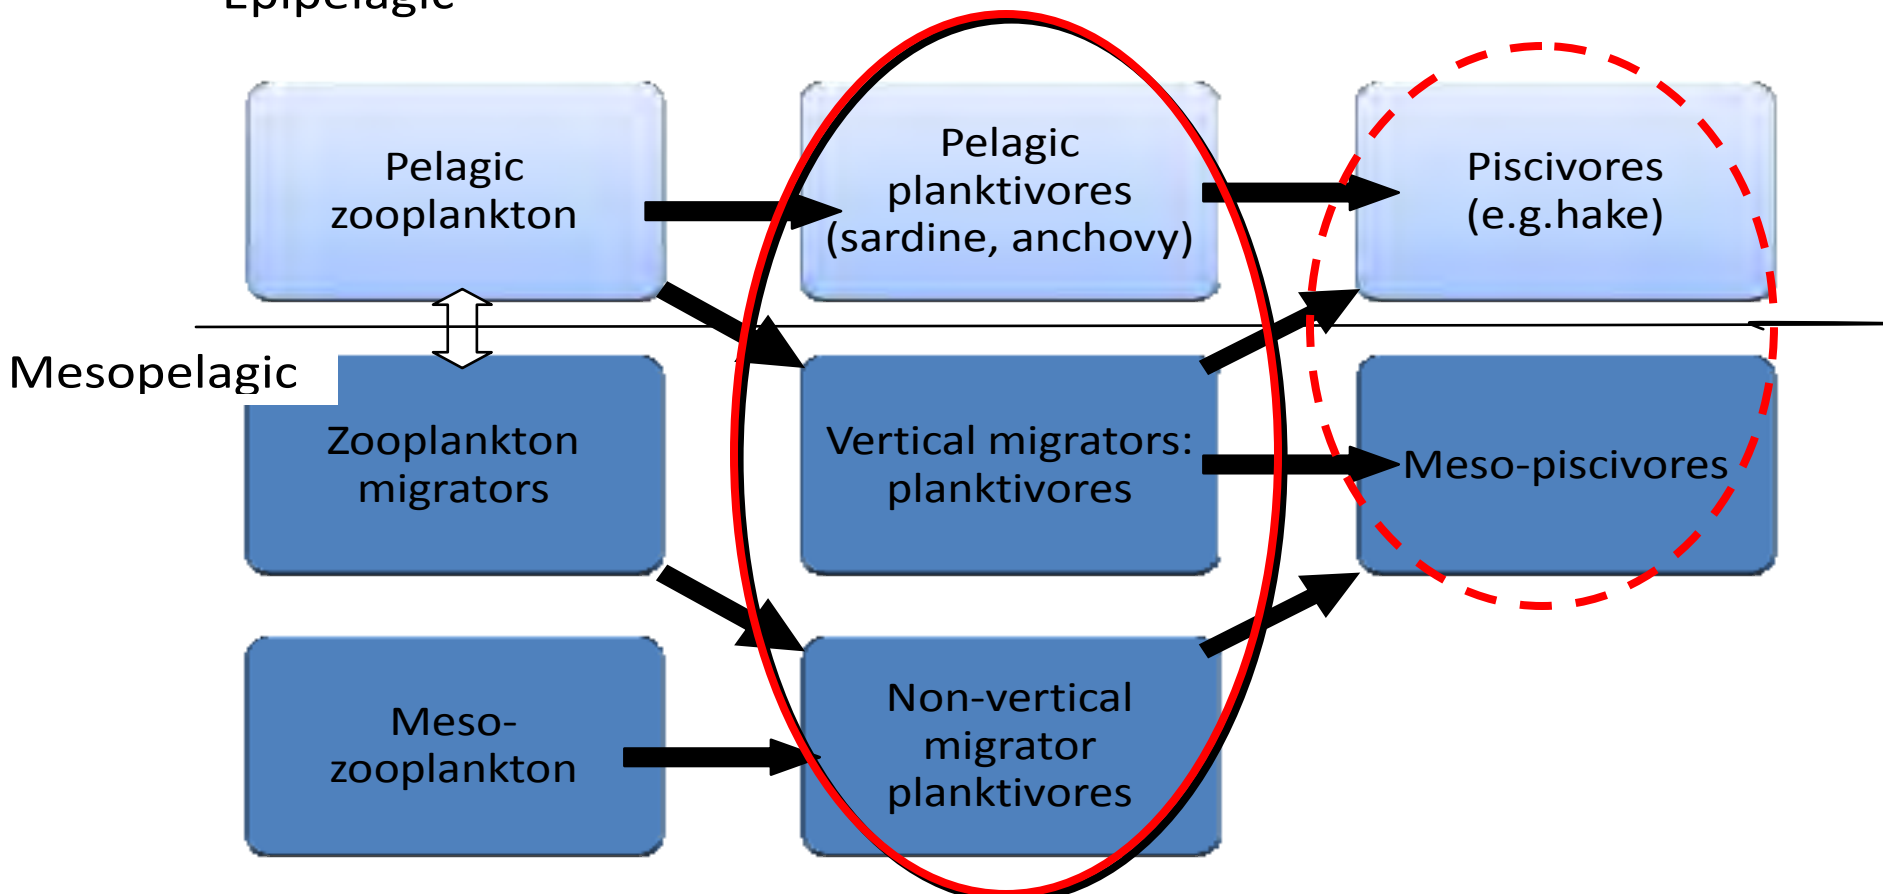 Epipelagic
Pelagic
zooplankton
Pelagic
planktivores
(sardine, anchovy)
Piscivores
(e.g.hake)
Mesopelagic
Zooplankton
migrators
Vertical migrators:
planktivores
Meso-piscivores
Meso-
zooplankton
Non-vertical
migrator
planktivores